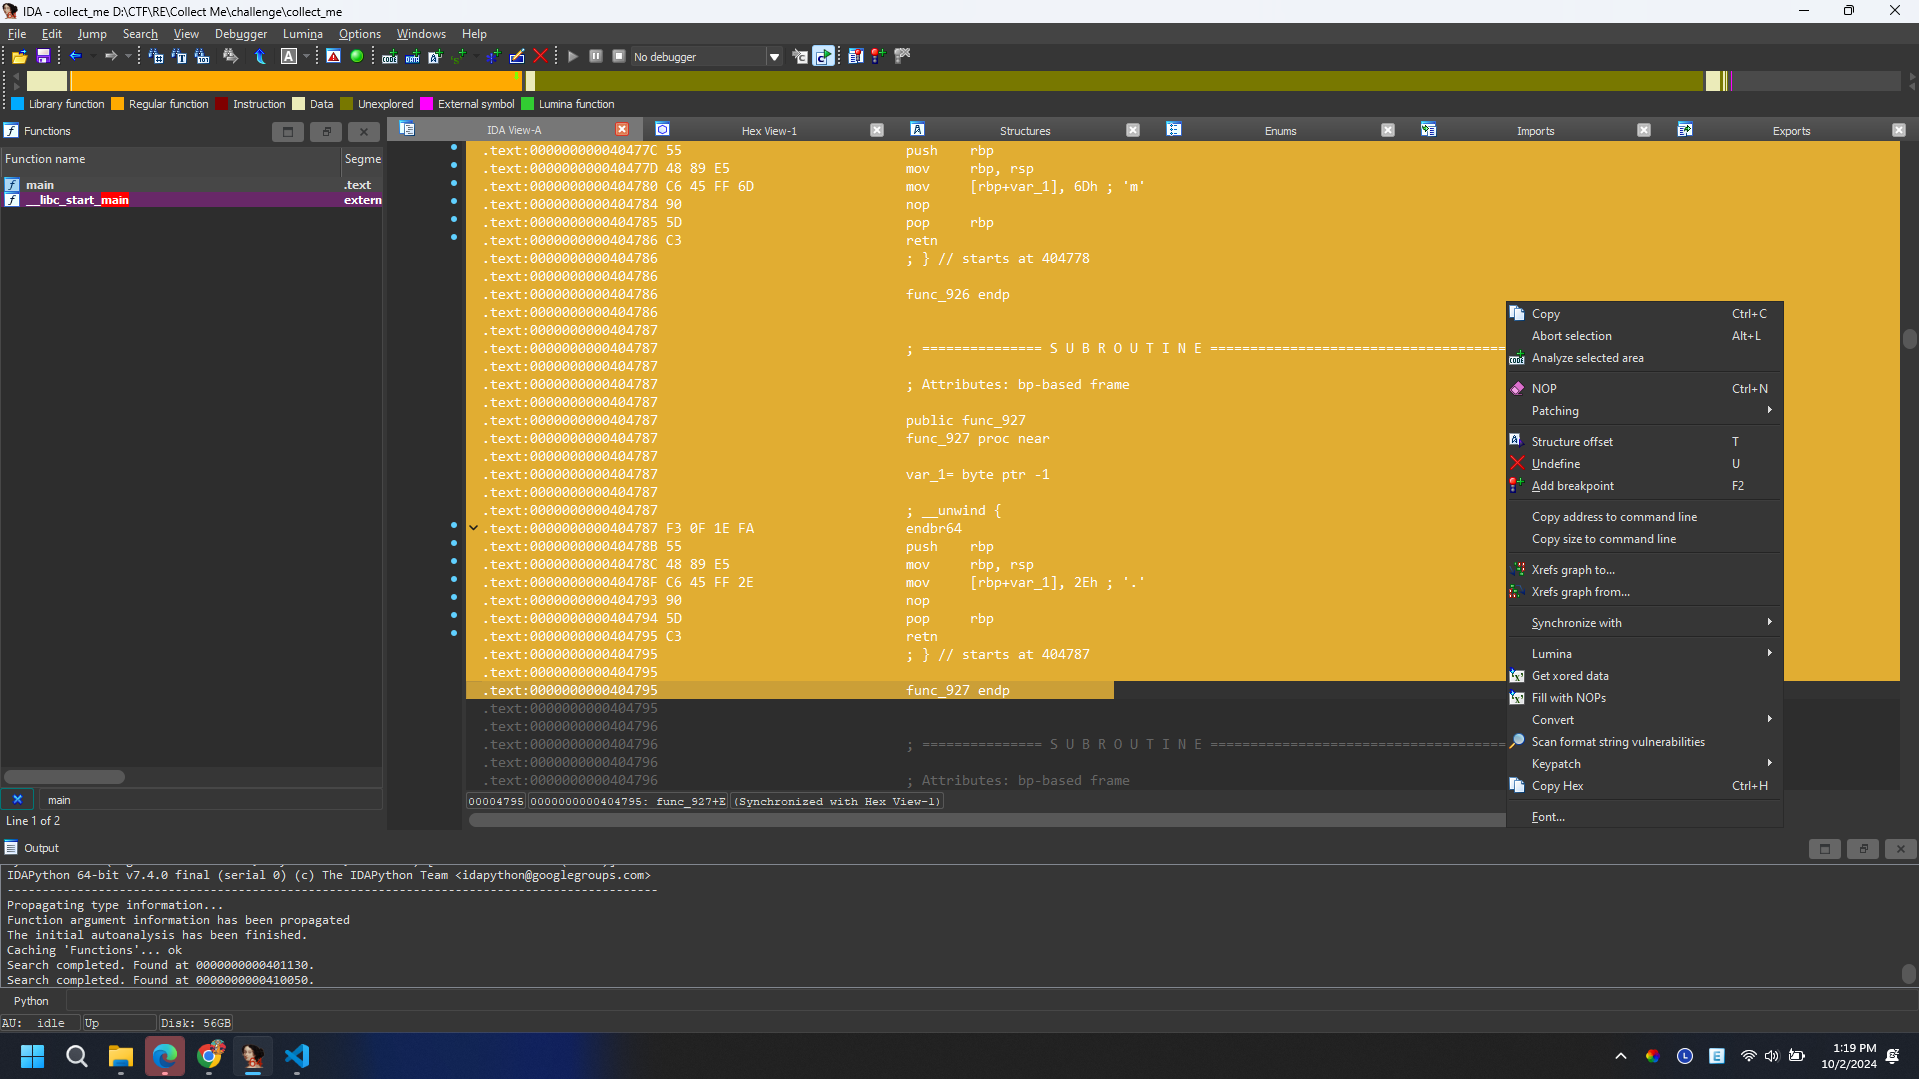 IDA - collect_me D:\CTF\RE\Collect Me\challenge\collect_me
File Edit Jump Search View Debugger Lumina Options Windows Help
No debugger
Library function Regular function Instruction Data Unexplored External symbol Lumina function
Functions
IDA View-A Hex View-1 Structures Enums Imports Exports
Function name Segme
main .text
__libc_start_main extern
.text:000000000040477C 55 push rbp
.text:000000000040477D 48 89 E5 mov rbp, rsp
.text:0000000000404780 C6 45 FF 6D mov [rbp+var_1], 6Dh ; 'm'
.text:0000000000404784 90 nop
.text:0000000000404785 5D pop rbp
.text:0000000000404786 C3 retn
.text:0000000000404786 ; } // starts at 404778
.text:0000000000404786
.text:0000000000404786 func_926 endp
.text:0000000000404786
.text:0000000000404787
.text:0000000000404787 ; =============== S U B R O U T I N E =====================================
.text:0000000000404787
.text:0000000000404787 ; Attributes: bp-based frame
.text:0000000000404787
.text:0000000000404787 public func_927
.text:0000000000404787 func_927 proc near
.text:0000000000404787
.text:0000000000404787 var_1= byte ptr -1
.text:0000000000404787
.text:0000000000404787 ; __unwind {
.text:0000000000404787 F3 0F 1E FA endbr64
.text:000000000040478B 55 push rbp
.text:000000000040478C 48 89 E5 mov rbp, rsp
.text:000000000040478F C6 45 FF 2E mov [rbp+var_1], 2Eh ; '.'
.text:0000000000404793 90 nop
.text:0000000000404794 5D pop rbp
.text:0000000000404795 C3 retn
.text:0000000000404795 ; } // starts at 404787
.text:0000000000404795
.text:0000000000404795 func_927 endp
.text:0000000000404795
.text:0000000000404796
.text:0000000000404796 ; =============== S U B R O U T I N E =====================================
.text:0000000000404796
.text:0000000000404796 ; Attributes: bp-based frame
00004795 0000000000404795: func_927+E (Synchronized with Hex View-1)
Copy Ctrl+C
Abort selection Alt+L
Analyze selected area
NOP Ctrl+N
Patching
Structure offset T
Undefine U
Add breakpoint F2
Copy address to command line
Copy size to command line
Xrefs graph to...
Xrefs graph from...
Synchronize with
Lumina
Get xored data
Fill with NOPs
Convert
Scan format string vulnerabilities
Keypatch
Copy Hex Ctrl+H
Font...
main
Line 1 of 2
Output
IDAPython 64-bit v7.4.0 final (serial 0) (c) The IDAPython Team <idapython@googlegroups.com>
---------------------------------------------------------------------------------------------
Propagating type information...
Function argument information has been propagated
The initial autoanalysis has been finished.
Caching 'Functions'... ok
Search completed. Found at 0000000000401130.
Search completed. Found at 0000000000410050.
Python
AU: idle Up Disk: 56GB
1:19 PM
10/2/2024